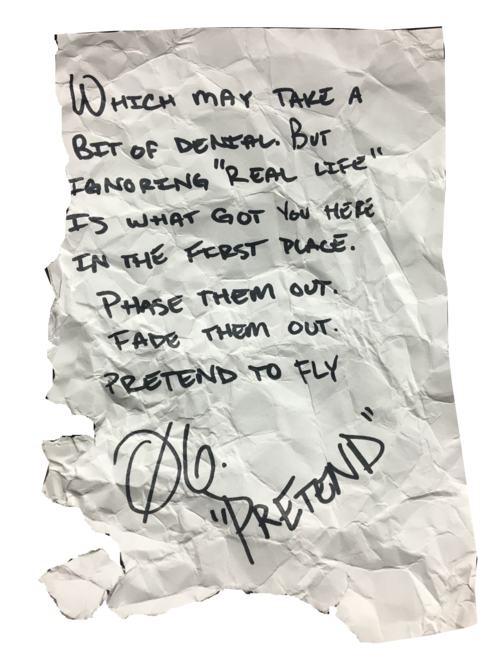 WHICH MAY TAKE A
BIT OF DENIAL. BUT
IGNORING "REAL LIFE"
IS WHAT GOT YOU HERE
IN THE FIRST PLACE.
PHASE THEM OUT.
FADE THEM OUT.
PRETEND TO FLY
Ø6.
"PRETEND"